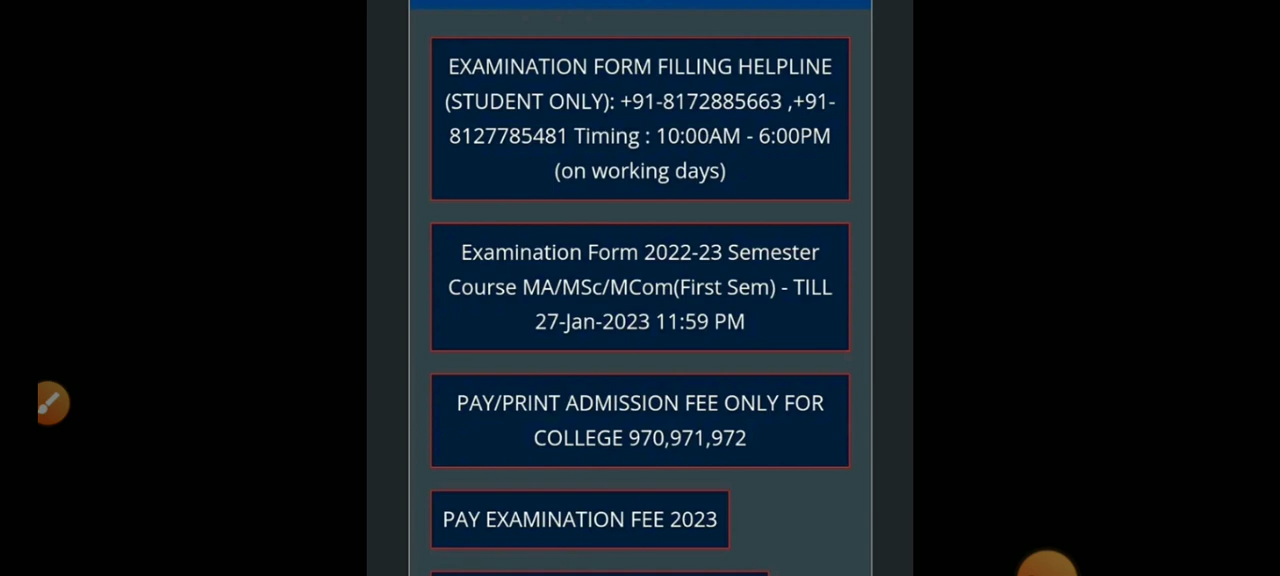 EXAMINATION FORM FILLING HELPLINE
(STUDENT ONLY): +91-8172885663 ,+91-
8127785481 Timing : 10:00AM - 6:00PM
(on working days)
Examination Form 2022-23 Semester
Course MA/MSc/MCom(First Sem) - TILL
27-Jan-2023 11:59 PM
PAY/PRINT ADMISSION FEE ONLY FOR
COLLEGE 970,971,972
PAY EXAMINATION FEE 2023